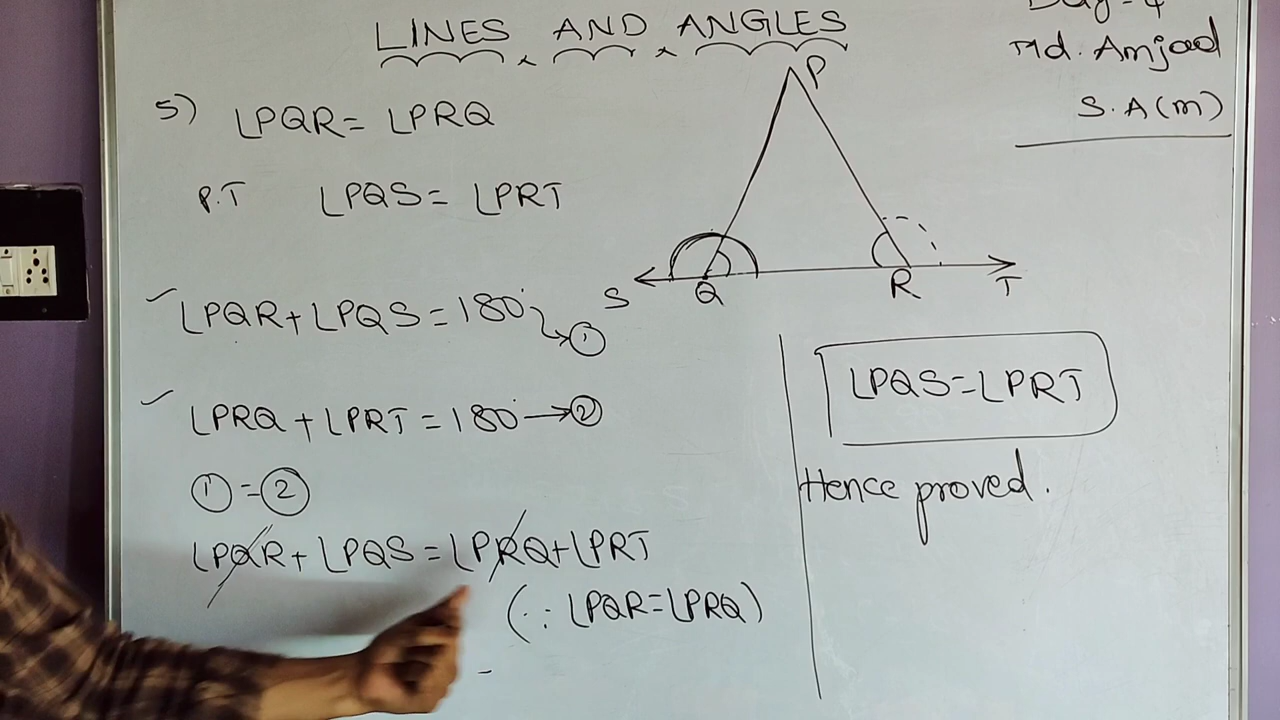 LINES AND ANGLES
Day-4
Md. Amjad
S.A(m)
5) ∠PQR = ∠PRQ
P.T ∠PQS = ∠PRT
P
S Q R T
∠PQR + ∠PQS = 180° → ①
∠PRQ + ∠PRT = 180° → ②
① = ②
∠PQR + ∠PQS = ∠PRQ + ∠PRT
(∵ ∠PQR = ∠PRQ)
∠PQS = ∠PRT
Hence proved.